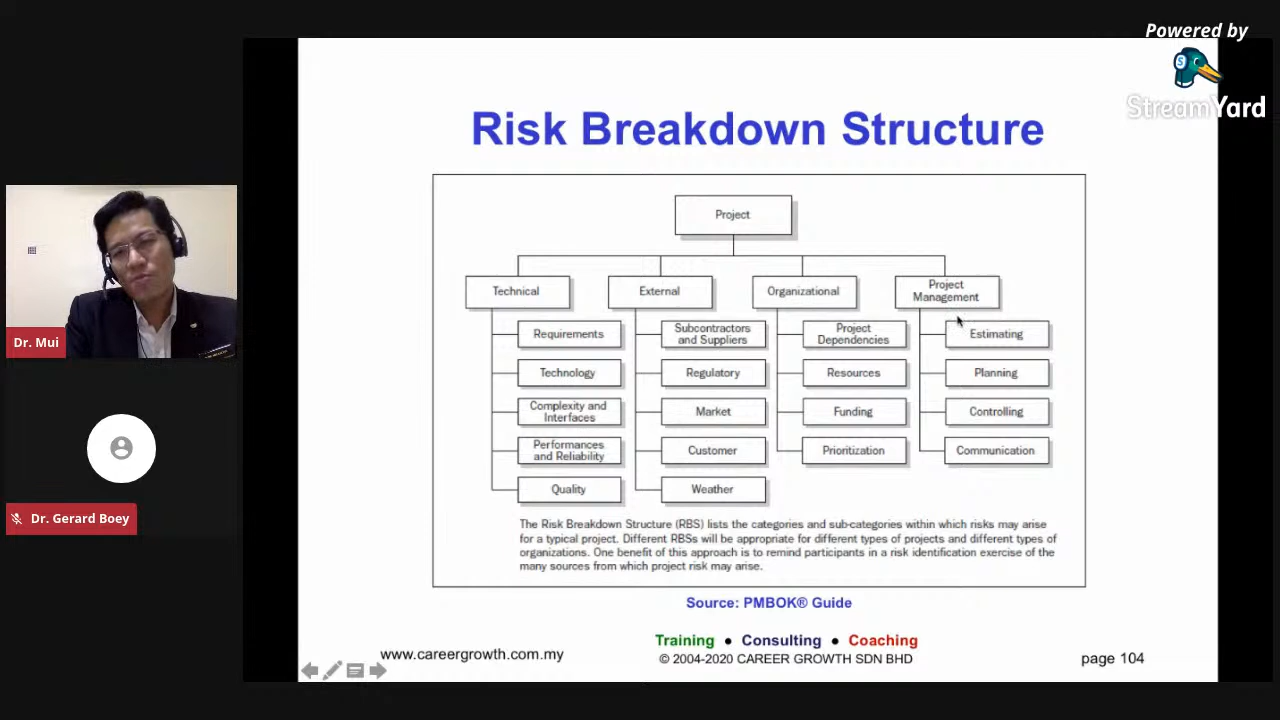 Powered by
StreamYard
Risk Breakdown Structure
Project
Technical
External
Organizational
Project
Management
Requirements
Technology
Complexity and
Interfaces
Performances
and Reliability
Quality
Subcontractors
and Suppliers
Regulatory
Market
Customer
Weather
Project
Dependencies
Resources
Funding
Prioritization
Estimating
Planning
Controlling
Communication
The Risk Breakdown Structure (RBS) lists the categories and sub-categories within which risks may arise
for a typical project. Different RBSs will be appropriate for different types of projects and different types of
organizations. One benefit of this approach is to remind participants in a risk identification exercise of the
many sources from which project risk may arise.
Source: PMBOK® Guide
Training ● Consulting ● Coaching
www.careergrowth.com.my
© 2004-2020 CAREER GROWTH SDN BHD
page 104
Dr. Mui
Dr. Gerard Boey